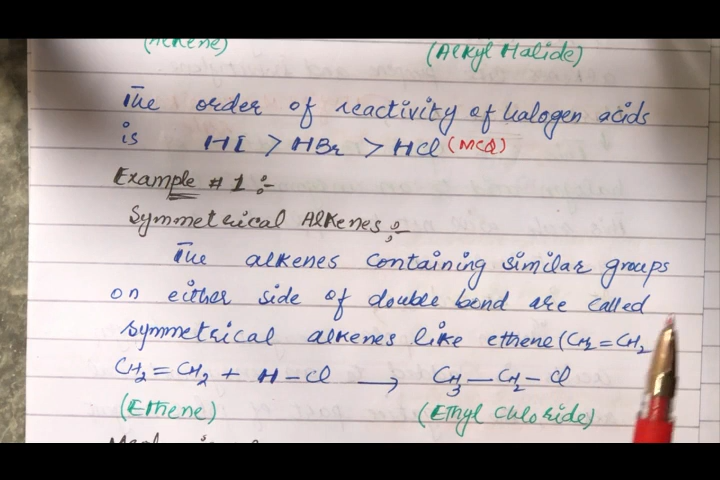 (Alkene) (Alkyl Halide)
The order of reactivity of halogen acids
is HI > HBr > HCl (MCQ)
Example #1:-
Symmetrical Alkenes:-
The alkenes containing similar groups
on either side of double bond are called
symmetrical alkenes like ethene (CH₂=CH₂
CH₂=CH₂ + H-Cl → CH₃-CH₂-Cl
(Ethene) (Ethyl Chloride)